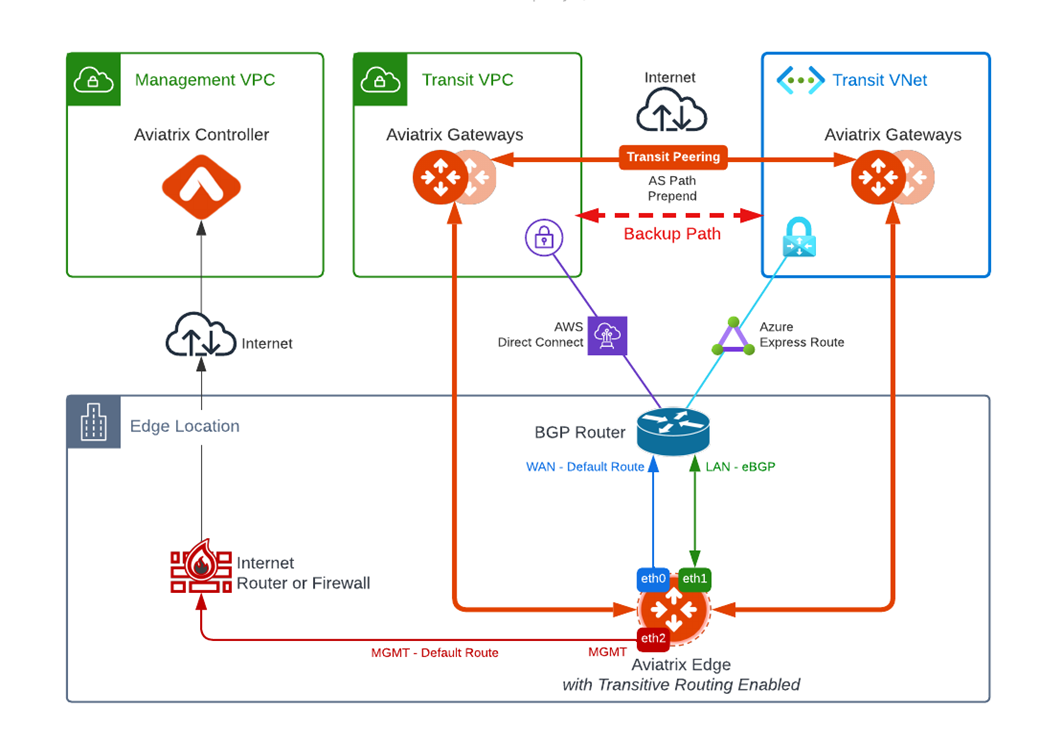 Management VPC
Transit VPC
Internet
Transit VNet
Aviatrix Controller
Aviatrix Gateways
Aviatrix Gateways
Transit Peering
AS Path
Prepend
Backup Path
Internet
AWS
Direct Connect
Azure
Express Route
Edge Location
BGP Router
WAN - Default Route
LAN - eBGP
Internet
Router or Firewall
eth0
eth1
eth2
MGMT - Default Route
MGMT
Aviatrix Edge
with Transitive Routing Enabled